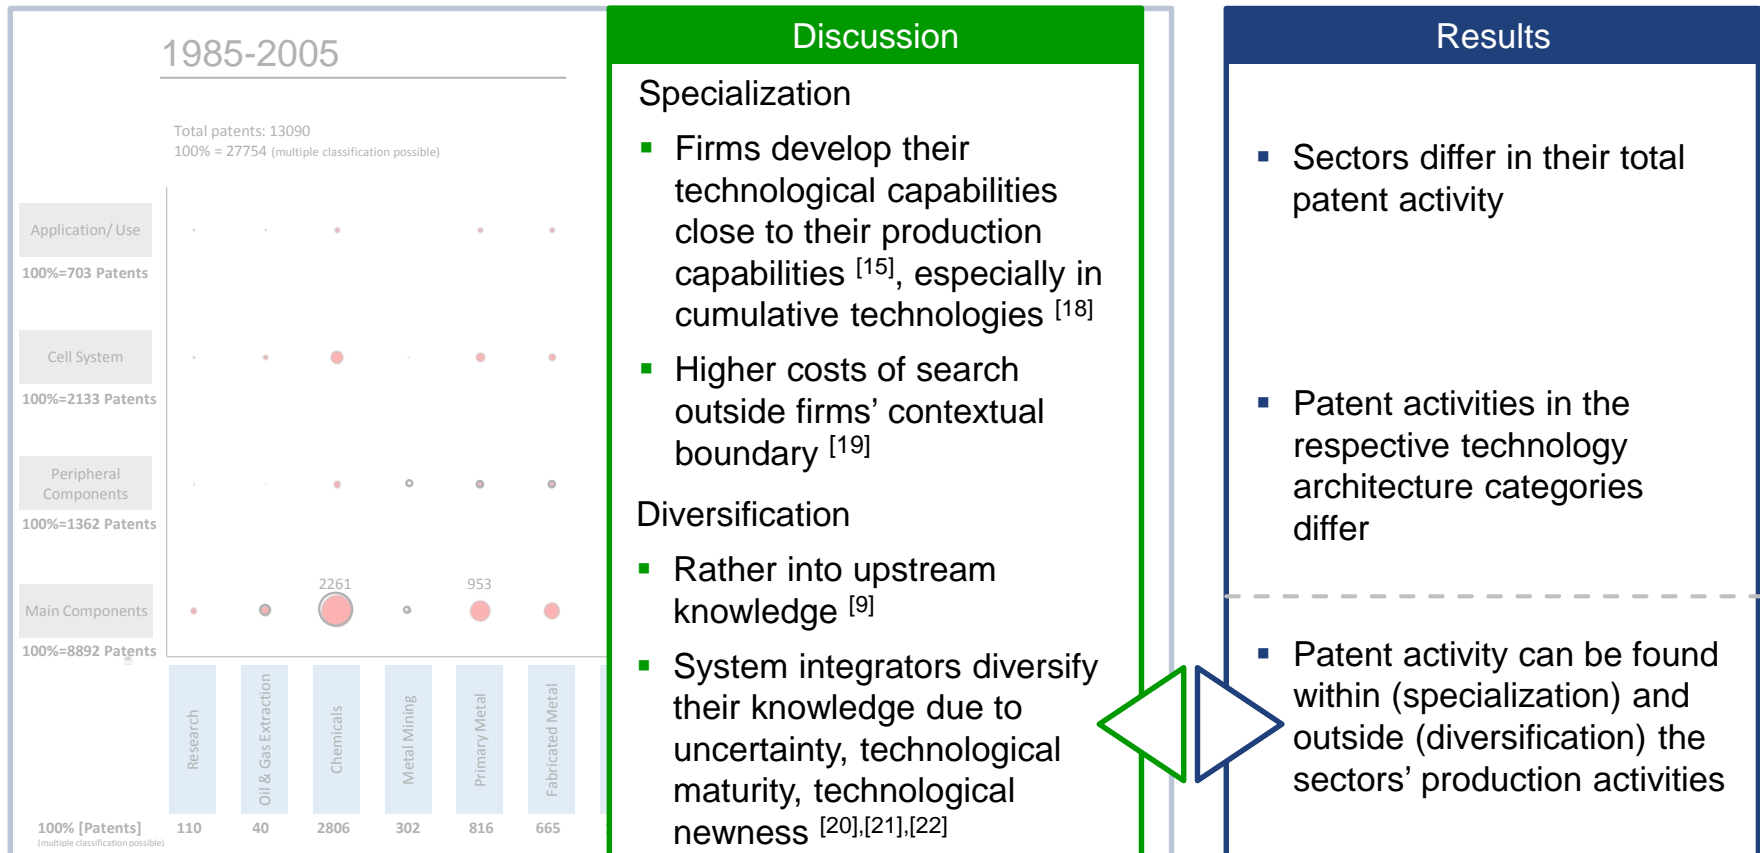 1985-2005
Total patents: 13090
100% = 27754 (multiple classification possible)
Application/ Use
100%=703 Patents
Cell System
100%=2133 Patents
Peripheral
Components
100%=1362 Patents
2261
953
Main Components
100%=8892 Patents
Research
Oil & Gas Extraction
Chemicals
Metal Mining
Primary Metal
Fabricated Metal
100% [Patents]
(multiple classification possible)
110
40
2806
302
816
665
Discussion
Specialization
▪ Firms develop their
technological capabilities
close to their production
capabilities [15], especially in
cumulative technologies [18]
▪ Higher costs of search
outside firms’ contextual
boundary [19]
Diversification
▪ Rather into upstream
knowledge [9]
▪ System integrators diversify
their knowledge due to
uncertainty, technological
maturity, technological
newness [20],[21],[22]
Results
▪ Sectors differ in their total
patent activity
▪ Patent activities in the
respective technology
architecture categories
differ
▪ Patent activity can be found
within (specialization) and
outside (diversification) the
sectors’ production activities